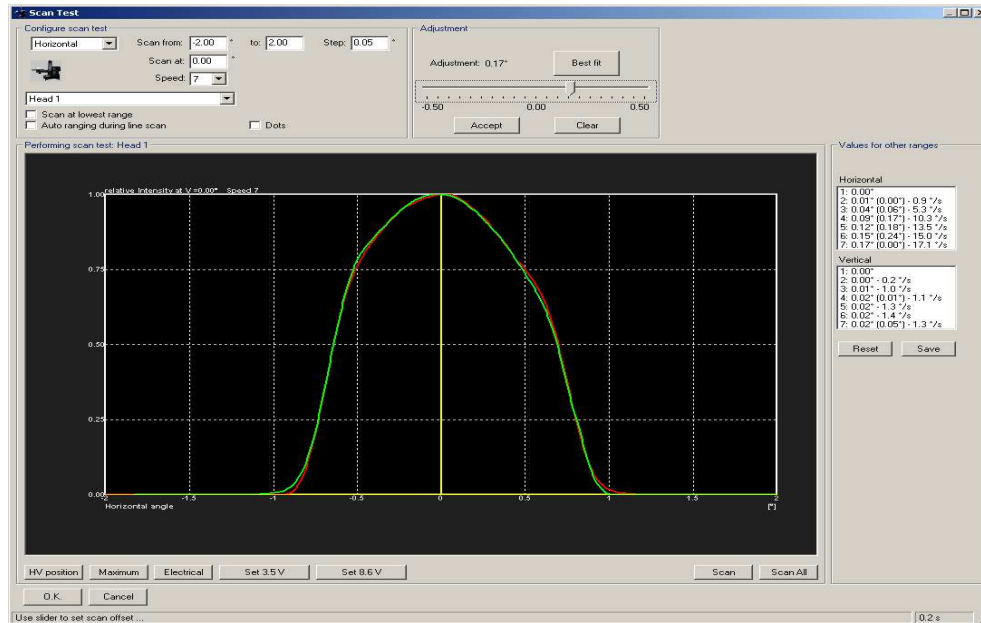 Scan Test
Configure scan test
Horizontal Scan from: -2.00 ° to: 2.00 Step: 0.05 °
Scan at: 0.00 °
Speed: 7
Head 1
Scan at lowest range
Auto ranging during line scan Dots
Adjustment
Adjustment: 0.17° Best fit
-0.50 0.00 0.50
Accept Clear
Performing scan test: Head 1
relative Intensity at V =0.00° Speed 7
1.00
0.75
0.50
0.25
0.00
-2 -1.5 -1 -0.5 0 0.5 1 1.5 2
Horizontal angle [°]
HV position Maximum Electrical Set 3.5 V Set 8.6 V Scan Scan All
Values for other ranges
Horizontal
1: 0.00°
2: 0.01° (0.00°) - 0.9 °/s
3: 0.04° (0.06°) - 5.3 °/s
4: 0.09° (0.17°) - 10.3 °/s
5: 0.12° (0.18°) - 13.5 °/s
6: 0.15° (0.24°) - 15.0 °/s
7: 0.17° (0.00°) - 17.1 °/s
Vertical
1: 0.00°
2: 0.00° - 0.2 °/s
3: 0.01° - 1.0 °/s
4: 0.02° (0.01°) - 1.1 °/s
5: 0.02° - 1.3 °/s
6: 0.02° - 1.4 °/s
7: 0.02° (0.05°) - 1.3 °/s
Reset Save
O.K. Cancel
Use slider to set scan offset ... 0.2 s